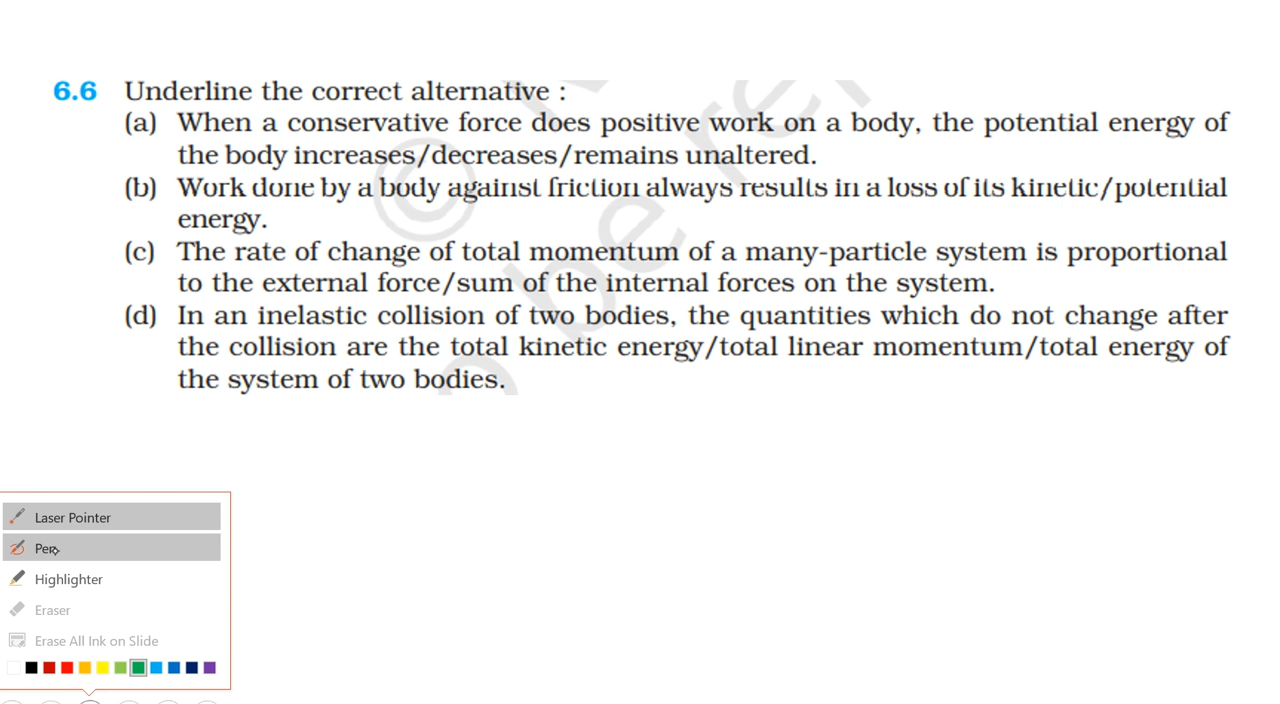 6.6 Underline the correct alternative :
(a) When a conservative force does positive work on a body, the potential energy of
the body increases/decreases/remains unaltered.
(b) Work done by a body against friction always results in a loss of its kinetic/potential
energy.
(c) The rate of change of total momentum of a many-particle system is proportional
to the external force/sum of the internal forces on the system.
(d) In an inelastic collision of two bodies, the quantities which do not change after
the collision are the total kinetic energy/total linear momentum/total energy of
the system of two bodies.
Laser Pointer
Pen
Highlighter
Eraser
Erase All Ink on Slide